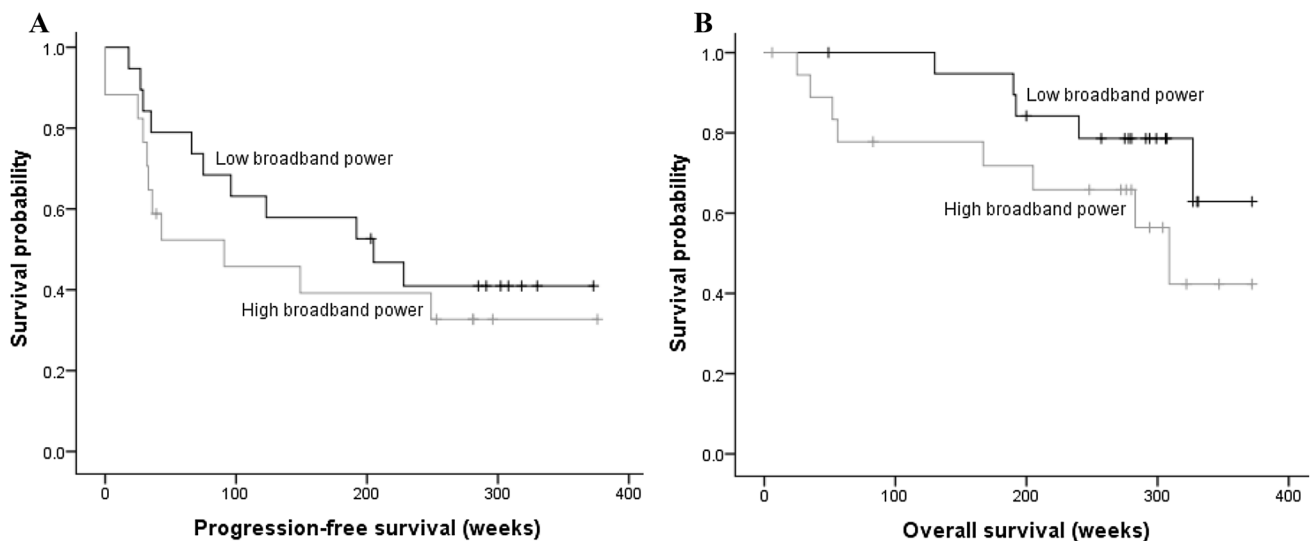 A
Survival probability
1.0
0.8
0.6
0.4
0.2
0.0
Low broadband power
High broadband power
0 100 200 300 400
Progression-free survival (weeks)
B
Survival probability
1.0
0.8
0.6
0.4
0.2
0.0
Low broadband power
High broadband power
0 100 200 300 400
Overall survival (weeks)